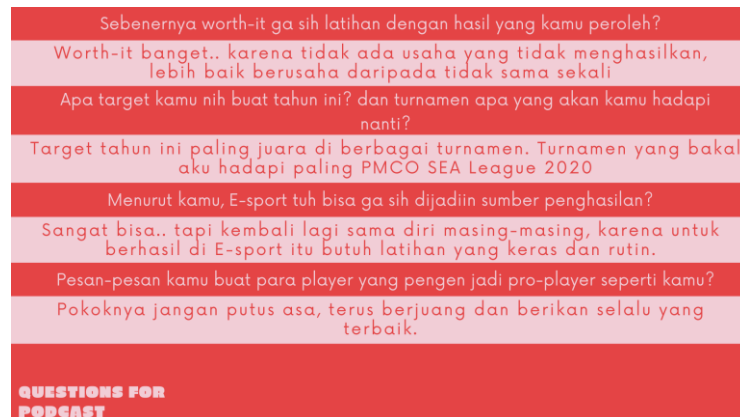 Sebenernya worth-it ga sih latihan dengan hasil yang kamu peroleh?
Worth-it banget.. karena tidak ada usaha yang tidak menghasilkan,
lebih baik berusaha daripada tidak sama sekali
Apa target kamu nih buat tahun ini? dan turnamen apa yang akan kamu hadapi
nanti?
Target tahun ini paling juara di berbagai turnamen. Turnamen yang bakal
aku hadapi paling PMCO SEA League 2020
Menurut kamu, E-sport tuh bisa ga sih dijadiin sumber penghasilan?
Sangat bisa.. tapi kembali lagi sama diri masing-masing, karena untuk
berhasil di E-sport itu butuh latihan yang keras dan rutin.
Pesan-pesan kamu buat para player yang pengen jadi pro-player seperti kamu?
Pokoknya jangan putus asa, terus berjuang dan berikan selalu yang
terbaik.
QUESTIONS FOR
PODCAST